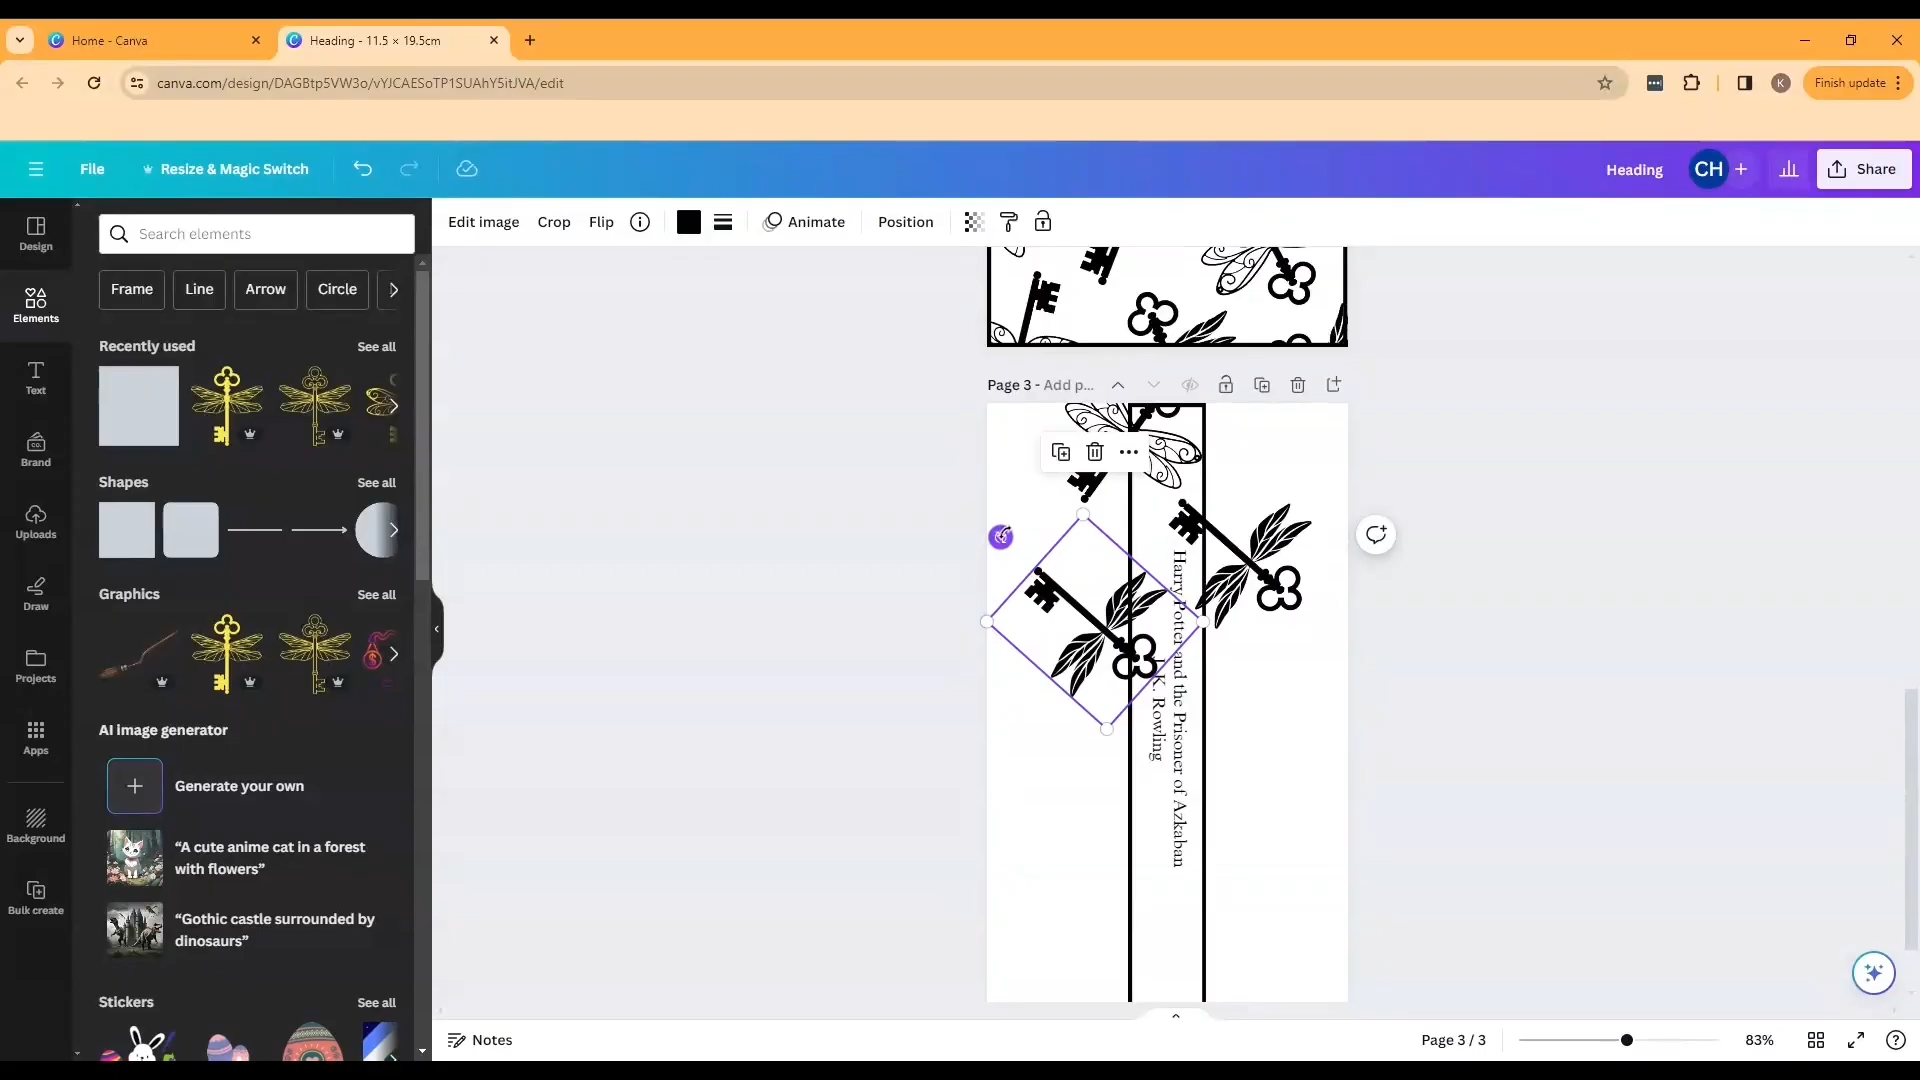 Home - Canva
Heading - 11.5 × 19.5cm
canva.com/design/DAGBtp5VW3o/vYJCAESoTP1SUAhY5itJVA/edit
K
Finish update
File
Resize & Magic Switch
Heading
CH
Share
Design
Elements
Text
Brand
Uploads
Draw
Projects
Apps
Background
Bulk create
Search elements
Frame
Line
Arrow
Circle
Recently used
See all
Shapes
See all
Graphics
See all
AI image generator
Generate your own
“A cute anime cat in a forest
with flowers”
“Gothic castle surrounded by
dinosaurs”
Stickers
See all
Edit image
Crop
Flip
Animate
Position
Page 3 - Add p...
Harry Potter and the Prisoner of Azkaban
K. Rowling
Notes
Page 3 / 3
83%